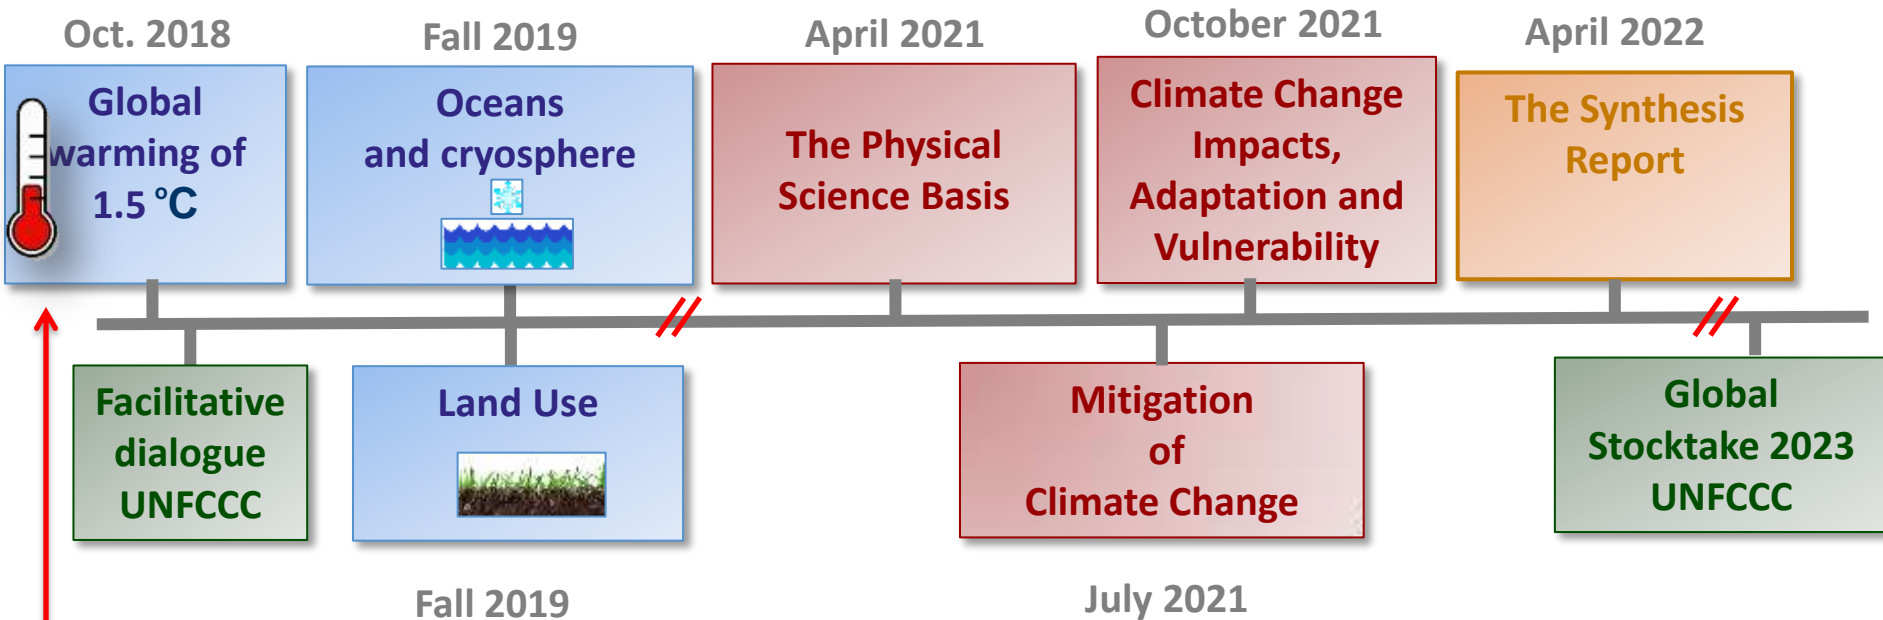 Oct. 2018
Fall 2019
April 2021
October 2021
April 2022
Global
warming of
1.5 °C
Oceans
and cryosphere
The Physical
Science Basis
Climate Change
Impacts,
Adaptation and
Vulnerability
The Synthesis
Report
Facilitative
dialogue
UNFCCC
Land Use
Mitigation
of
Climate Change
Global
Stocktake 2023
UNFCCC
Fall 2019
July 2021